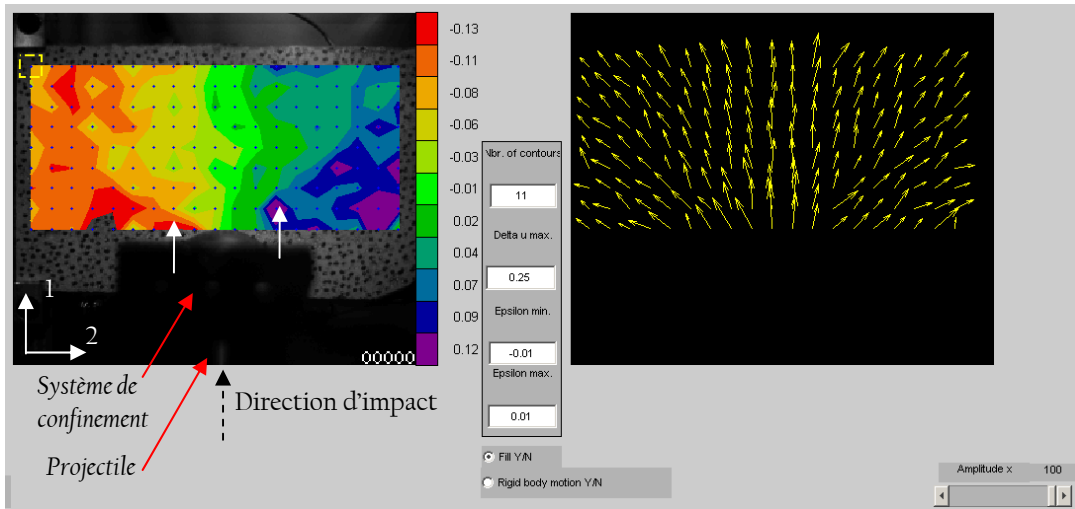 -0.13
-0.11
-0.08
-0.06
-0.03
-0.01
0.02
0.04
0.07
0.09
0.12
1
2
00000
Système de
confinement
Projectile
Direction d'impact
Nbr. of contours
11
Delta u max.
0.25
Epsilon min.
-0.01
Epsilon max.
0.01
Fill Y/N
Rigid body motion Y/N
Amplitude x 100